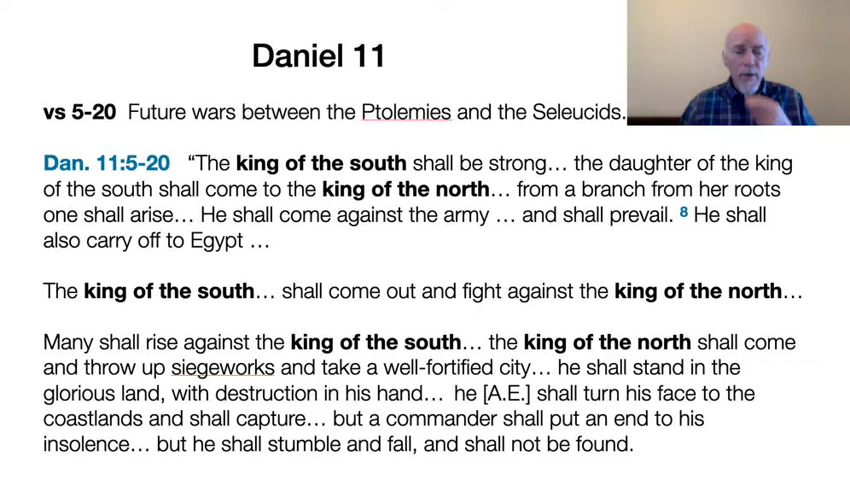 Daniel 11
vs 5-20 Future wars between the Ptolemies and the Seleucids.
Dan. 11:5-20 “The king of the south shall be strong… the daughter of the king
of the south shall come to the king of the north… from a branch from her roots
one shall arise… He shall come against the army … and shall prevail. 8 He shall
also carry off to Egypt …
The king of the south… shall come out and fight against the king of the north…
Many shall rise against the king of the south… the king of the north shall come
and throw up siegeworks and take a well-fortified city… he shall stand in the
glorious land, with destruction in his hand… he [A.E.] shall turn his face to the
coastlands and shall capture… but a commander shall put an end to his
insolence… but he shall stumble and fall, and shall not be found.